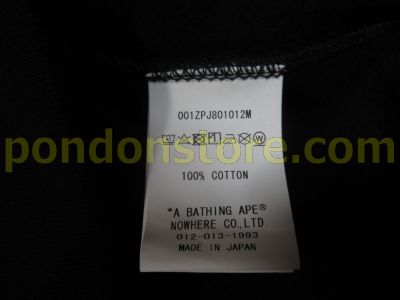 001ZPJ801012M
pondonstore.com
100% COTTON
*A BATHING APE®
NOWHERE CO., LTD.
012-013-1993
MADE IN JAPAN